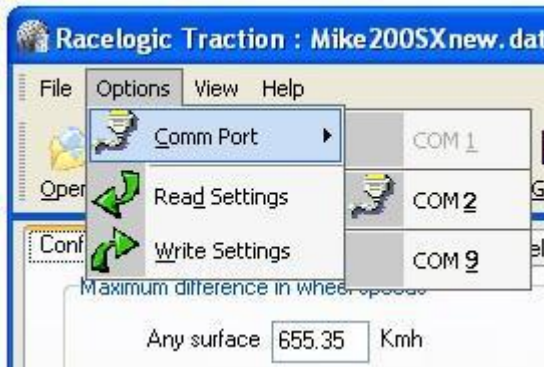 Racelogic Traction : Mike200SXnew.dat
File Options View Help
Comm Port
COM 1
Read Settings
COM 2
Write Settings
COM 9
Maximum difference in wheel speeds
Any surface 655.35 Kmh